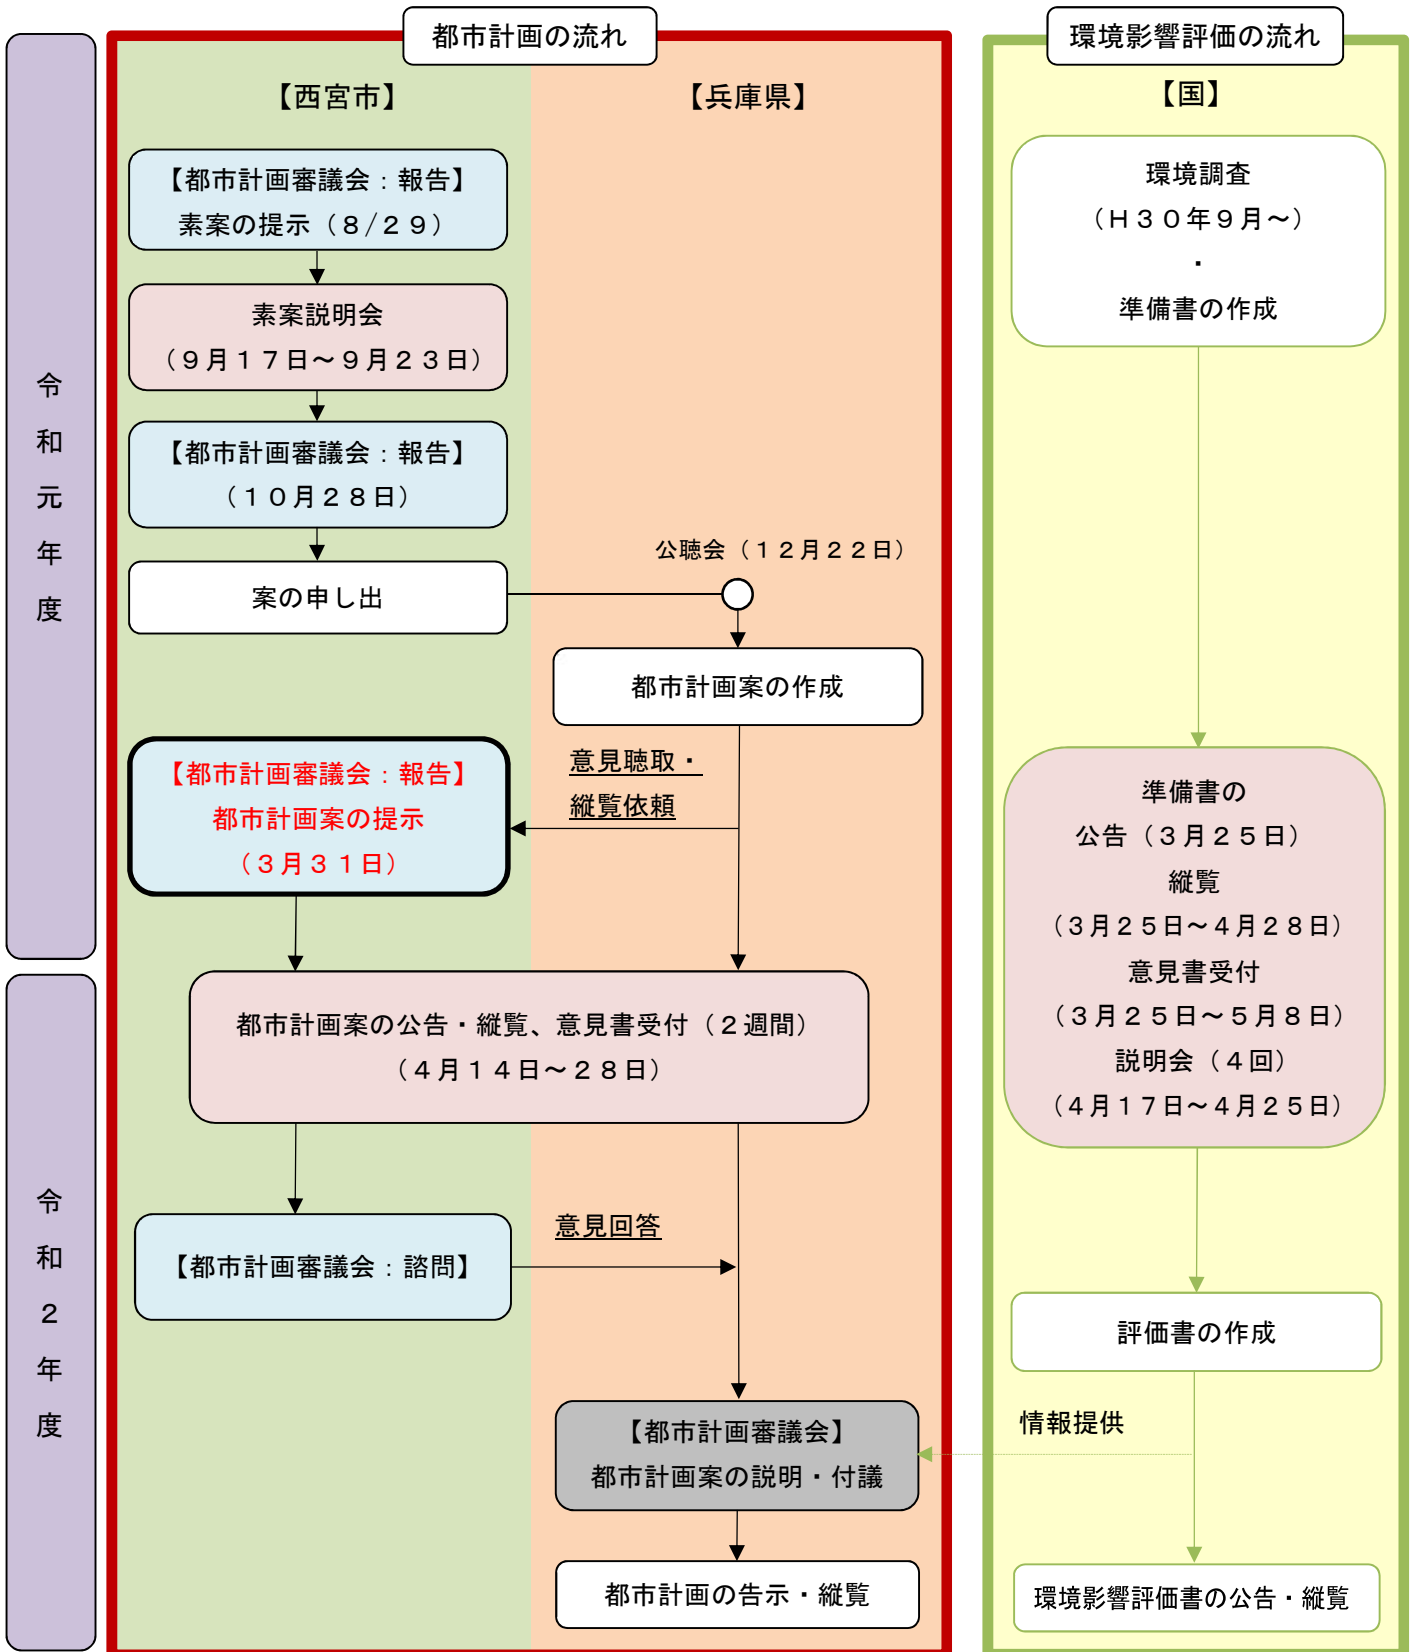 都市計画の流れ
環境影響評価の流れ
【西宮市】
【兵庫県】
【国】
令和元年度
【都市計画審議会：報告】
素案の提示（８/２９）
素案説明会
（９月１７日～９月２３日）
【都市計画審議会：報告】
（１０月２８日）
案の申し出
公聴会（１２月２２日）
都市計画案の作成
意見聴取・
縦覧依頼
【都市計画審議会：報告】
都市計画案の提示
（３月３１日）
環境調査
（Ｈ３０年９月～）
・
準備書の作成
準備書の
公告（３月２５日）
縦覧
（３月２５日～４月２８日）
意見書受付
（３月２５日～５月８日）
説明会（４回）
（４月１７日～４月２５日）
令和２年度
都市計画案の公告・縦覧、意見書受付（２週間）
（４月１４日～２８日）
【都市計画審議会：諮問】
意見回答
評価書の作成
情報提供
【都市計画審議会】
都市計画案の説明・付議
都市計画の告示・縦覧
環境影響評価書の公告・縦覧